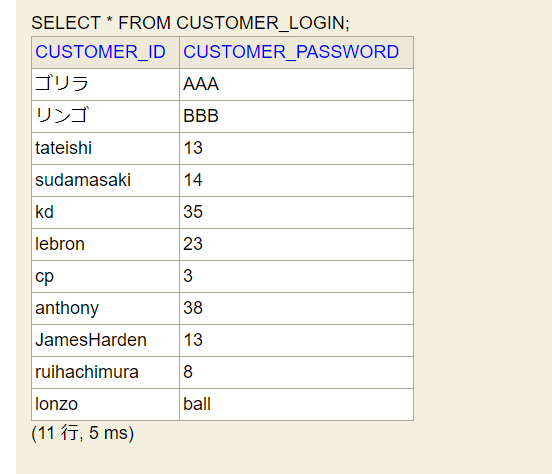 SELECT * FROM CUSTOMER_LOGIN;
CUSTOMER_ID CUSTOMER_PASSWORD
ゴリラ AAA
リンゴ BBB
tateishi 13
sudamasaki 14
kd 35
lebron 23
cp 3
anthony 38
JamesHarden 13
ruihachimura 8
lonzo ball
(11 行, 5 ms)